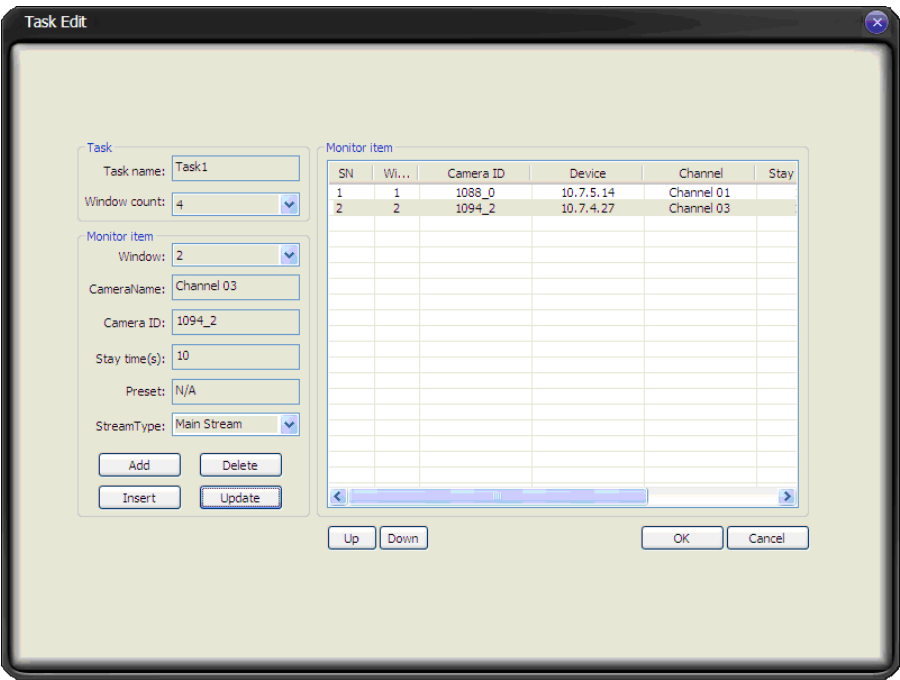 Task Edit
Task
Task name: Task1
Window count: 4
Monitor item
Window: 2
CameraName: Channel 03
Camera ID: 1094_2
Stay time(s): 10
Preset: N/A
StreamType: Main Stream
Add Delete
Insert Update
Monitor item
SN Wi... Camera ID Device Channel Stay
1 1 1088_0 10.7.5.14 Channel 01
2 2 1094_2 10.7.4.27 Channel 03
Up Down OK Cancel